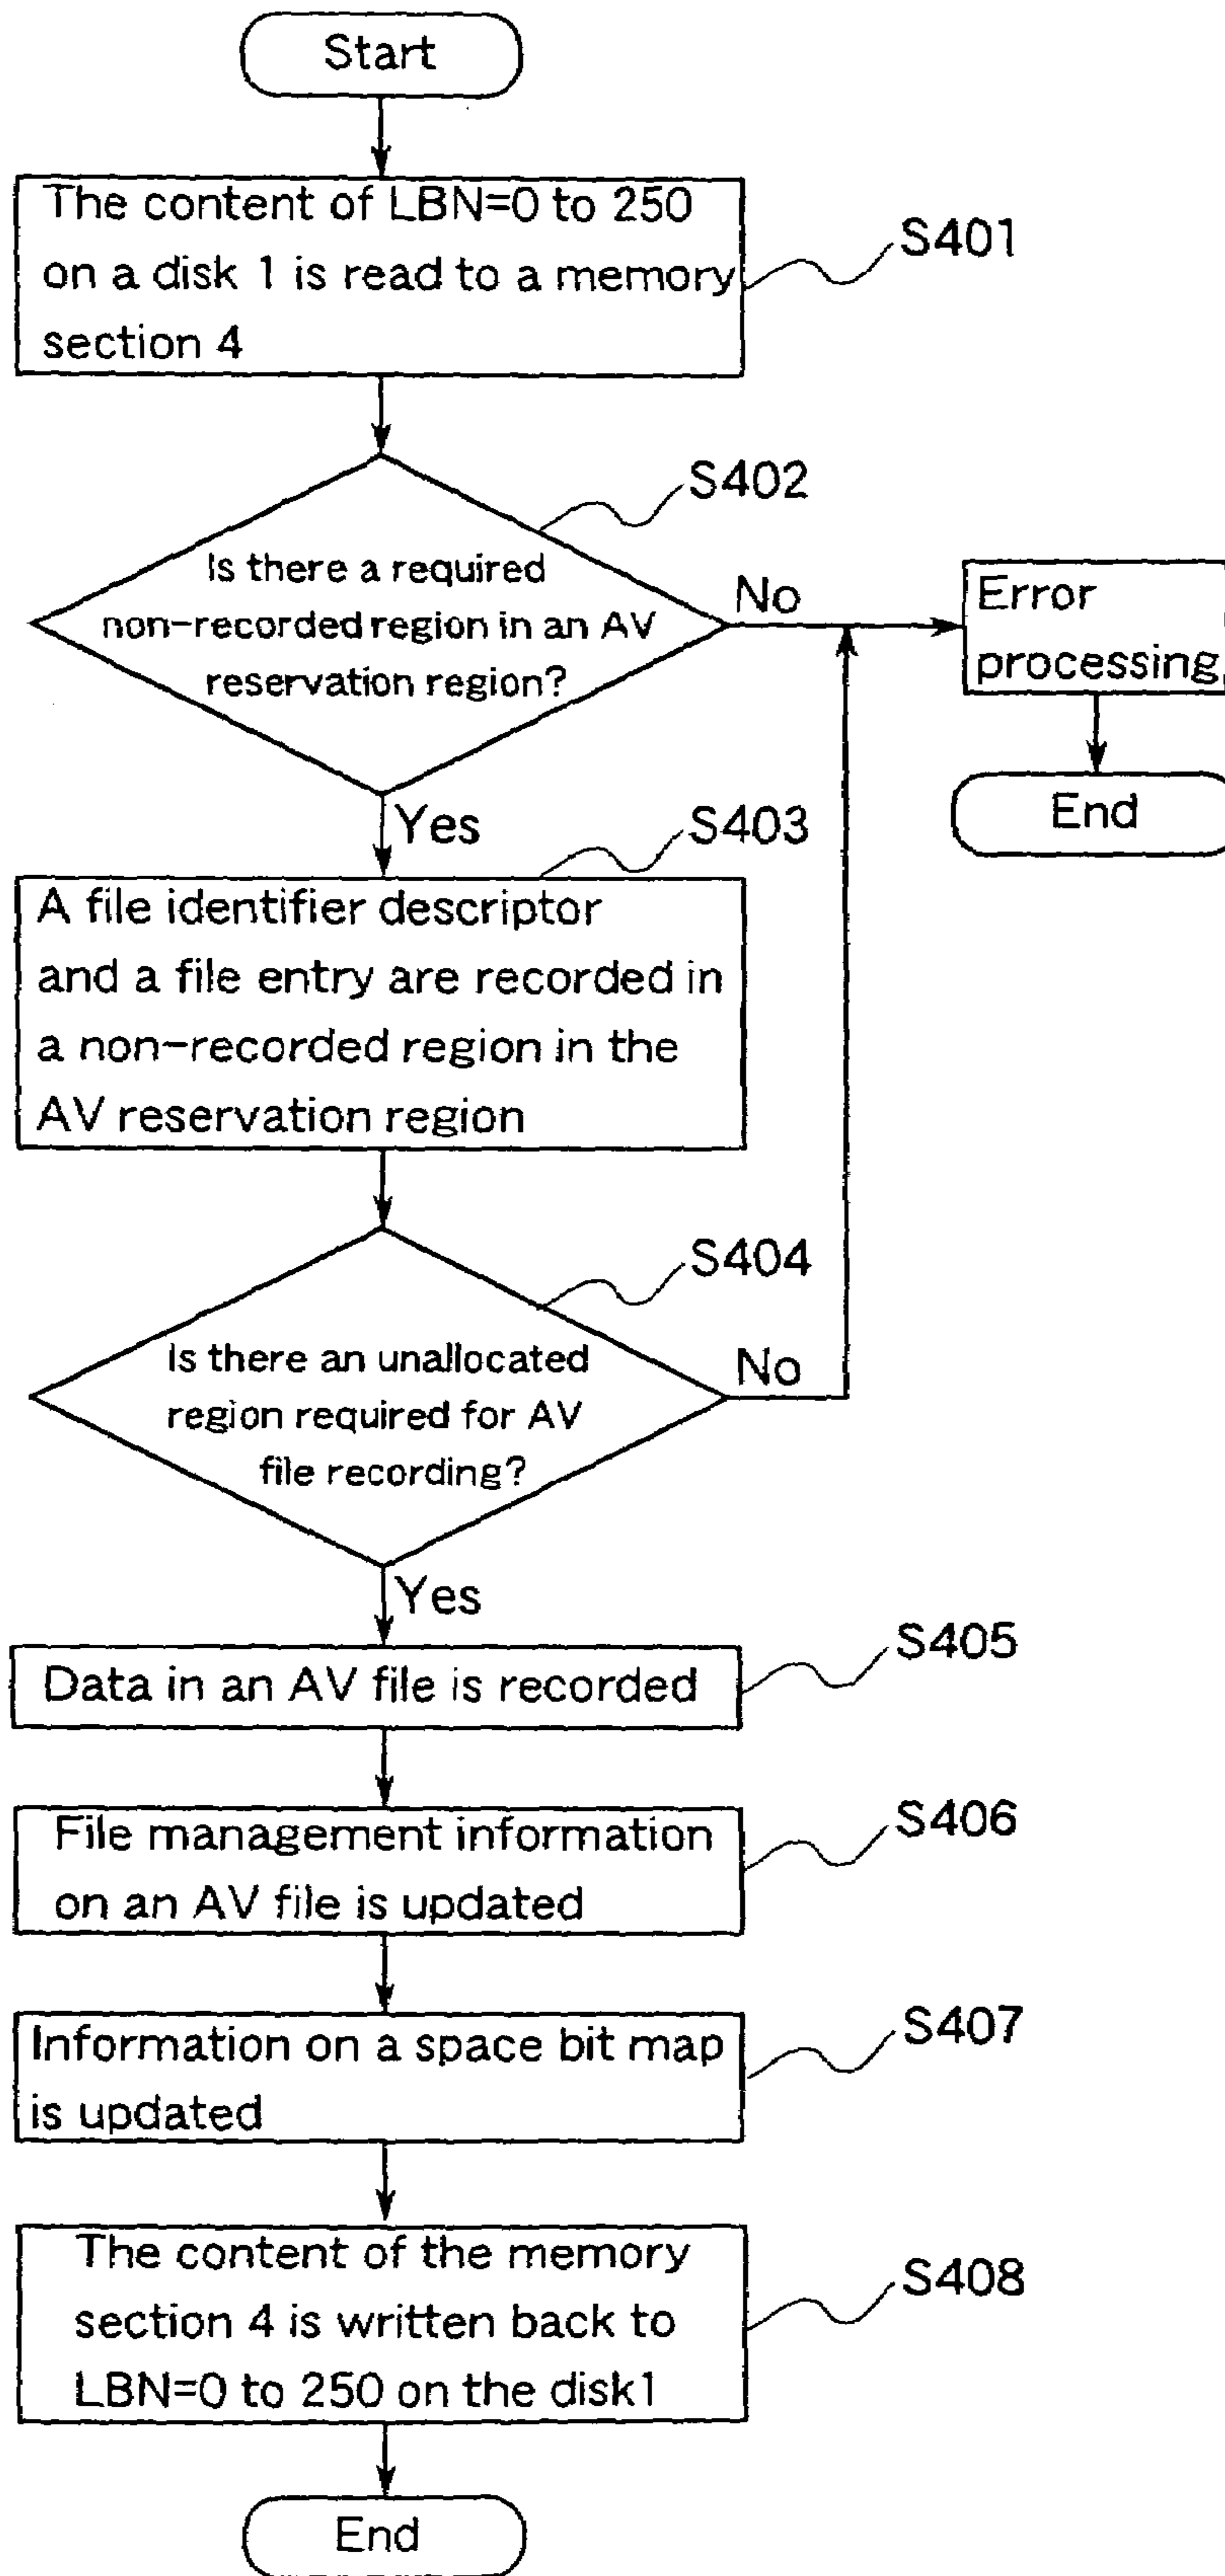 Start
The content of LBN=0 to 250
on a disk 1 is read to a memory
section 4
S401
S402
Is there a required
non-recorded region in an AV
reservation region?
No
Error
processing
End
Yes
S403
A file identifier descriptor
and a file entry are recorded in
a non-recorded region in the
AV reservation region
S404
Is there an unallocated
region required for AV
file recording?
No
Yes
S405
Data in an AV file is recorded
S406
File management information
on an AV file is updated
S407
Information on a space bit map
is updated
The content of the memory
section 4 is written back to
LBN=0 to 250 on the disk1
S408
End